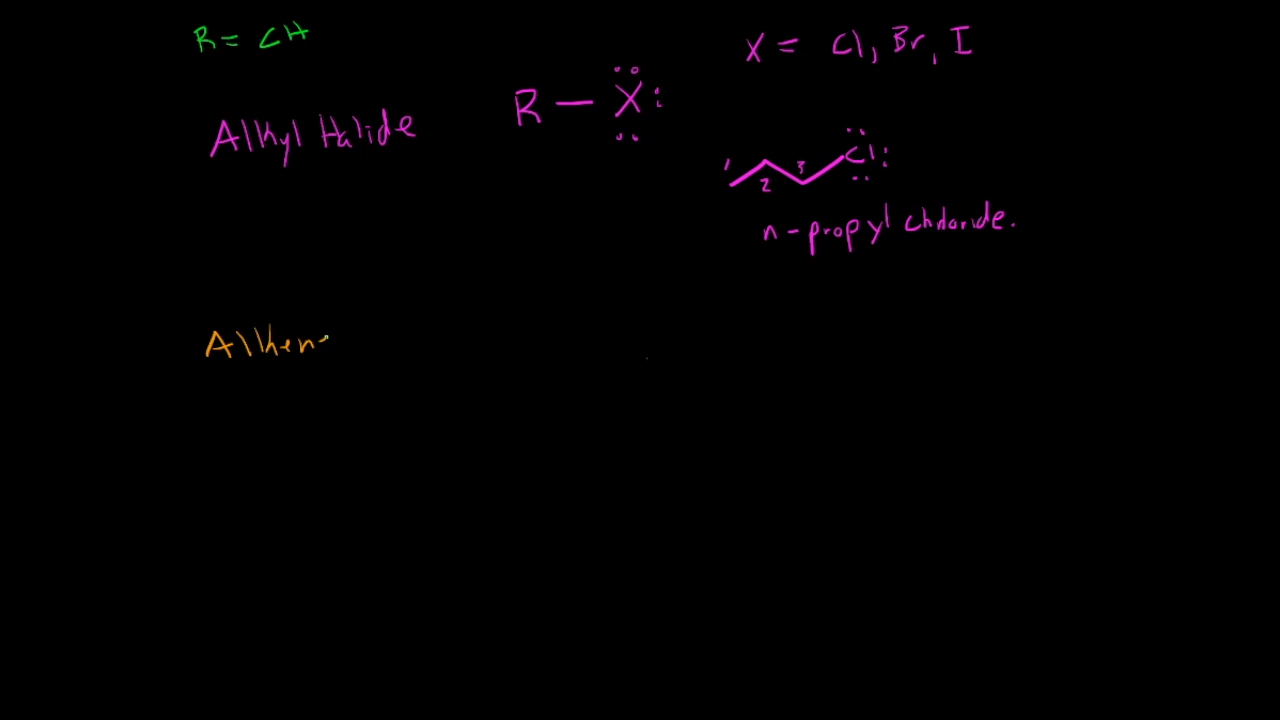 R = CH
X = Cl, Br, I
R — X
Alkyl Halide
1 2 3 Cl
n-propyl chloride.
Alken